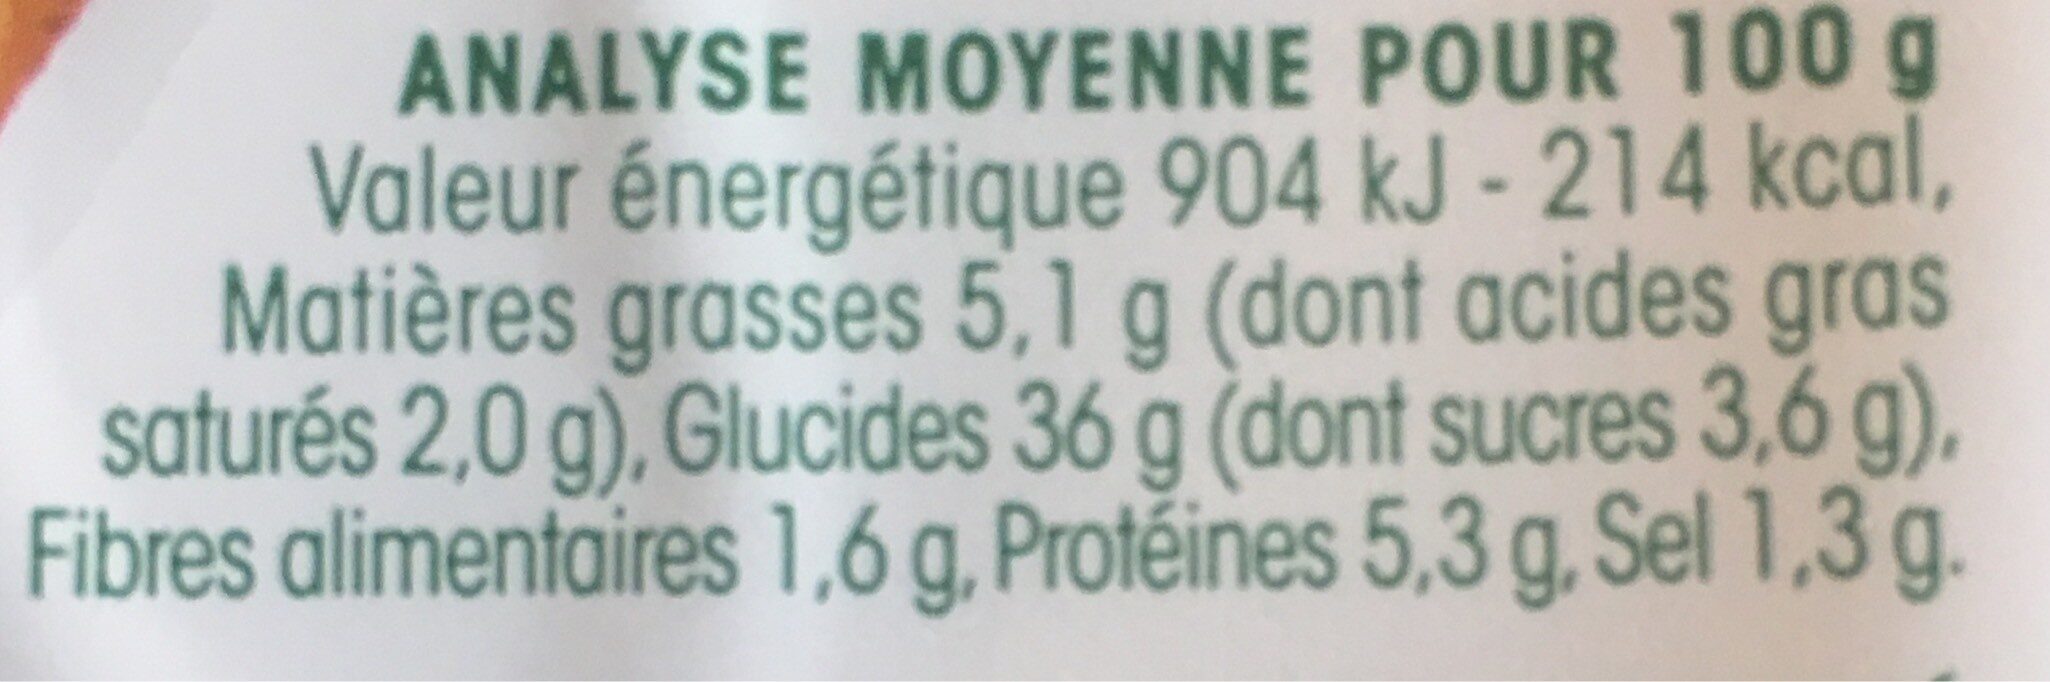 ANALYSE MOYENNE POUR 100 g
Valeur énergétique 904 kJ - 214 kcal,
Matières grasses 5,1 g (dont acides gras
saturés 2,0 g), Glucides 36 g (dont sucres 3,6 g),
Fibres alimentaires 1,6 g, Protéines 5,3 g, Sel 1,3 g.